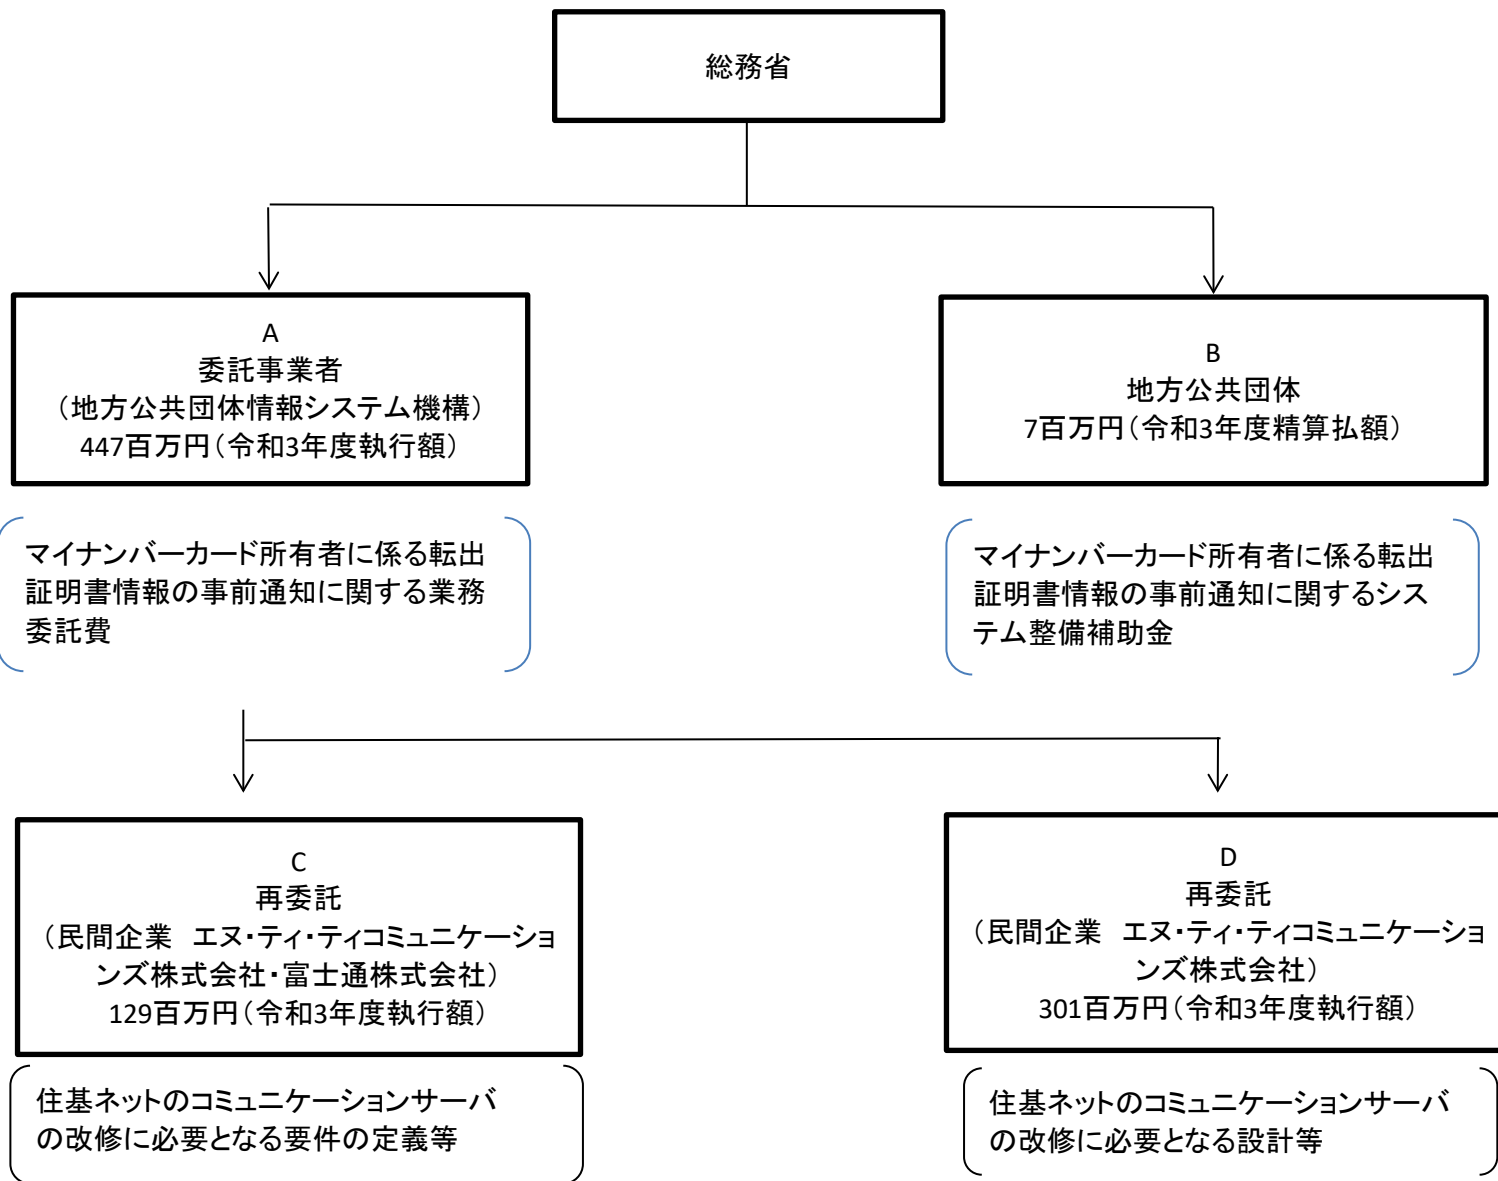 総務省
A
委託事業者
（地方公共団体情報システム機構）
447百万円（令和3年度執行額）
B
地方公共団体
7百万円（令和3年度精算払額）
マイナンバーカード所有者に係る転出
証明書情報の事前通知に関する業務
委託費
マイナンバーカード所有者に係る転出
証明書情報の事前通知に関するシス
テム整備補助金
C
再委託
（民間企業　エヌ・ティ・ティコミュニケーショ
ンズ株式会社・富士通株式会社）
129百万円（令和3年度執行額）
D
再委託
（民間企業　エヌ・ティ・ティコミュニケーショ
ンズ株式会社）
301百万円（令和3年度執行額）
住基ネットのコミュニケーションサーバ
の改修に必要となる要件の定義等
住基ネットのコミュニケーションサーバ
の改修に必要となる設計等